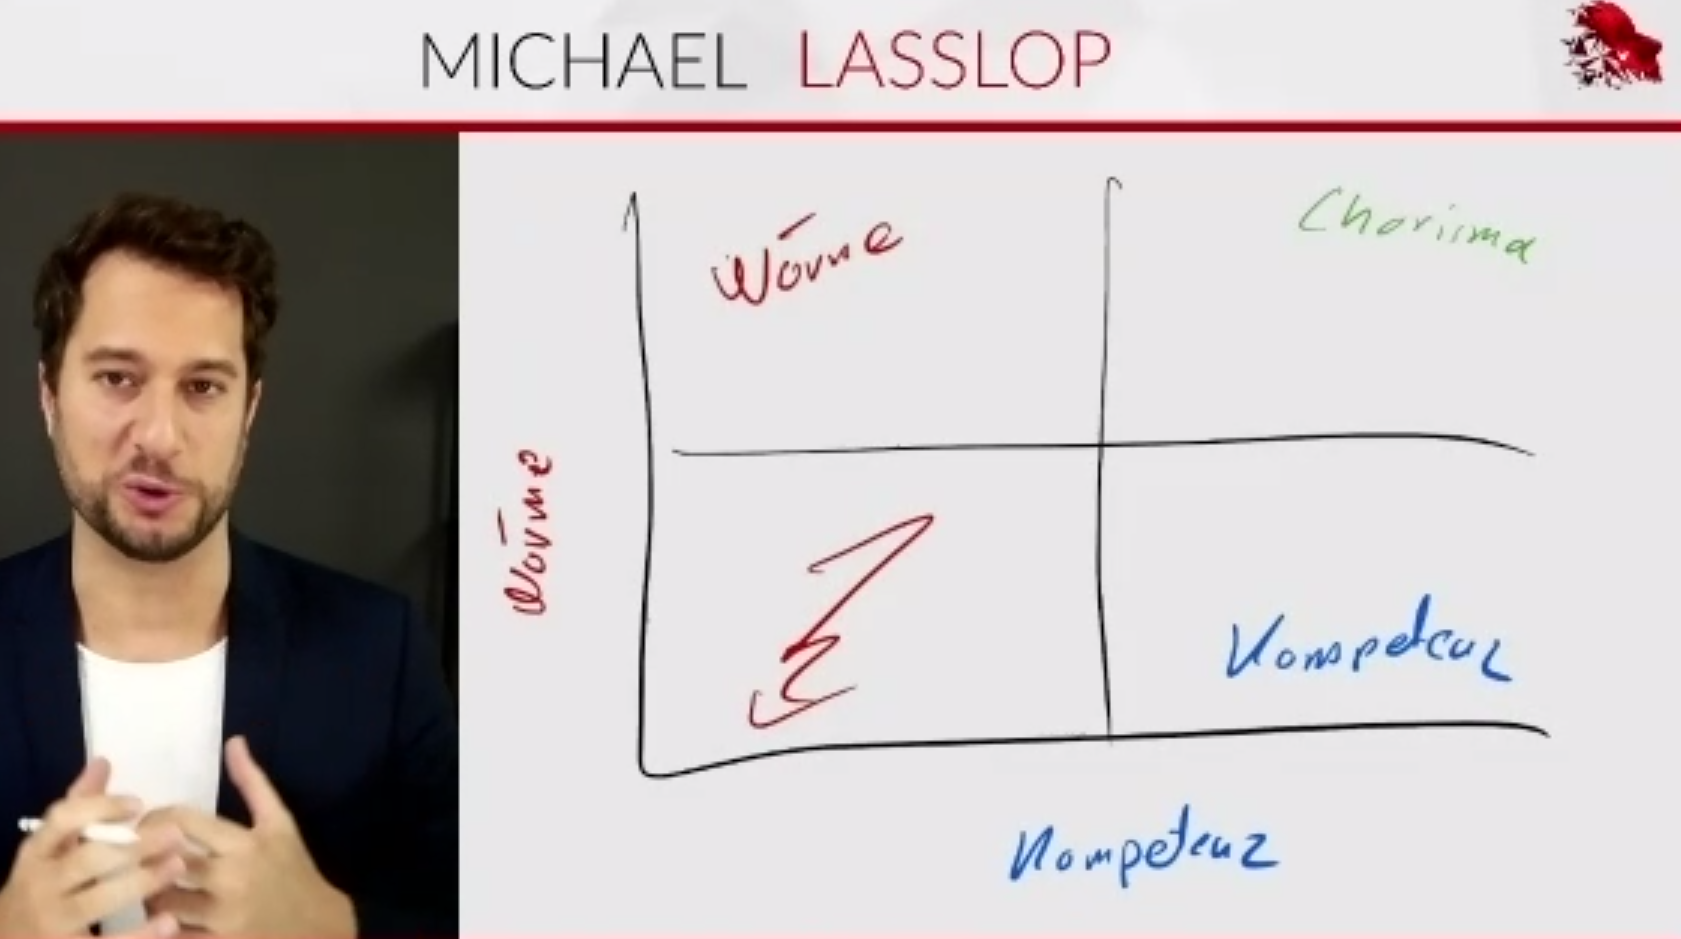 MICHAEL LASSLOP
Wärme
Charisma
Wärme
Kompetenz
Kompetenz